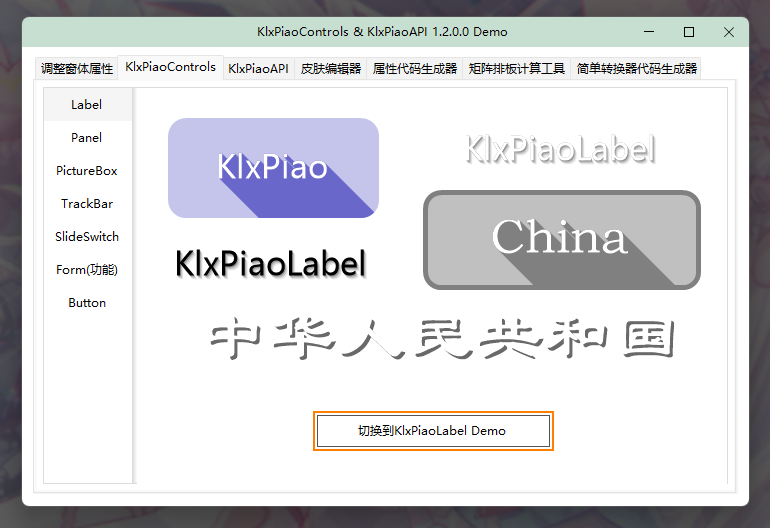 KlxPiaoControls & KlxPiaoAPI 1.2.0.0 Demo
调整窗体属性 KlxPiaoControls KlxPiaoAPI 皮肤编辑器 属性代码生成器 矩阵排板计算工具 简单转换器代码生成器
Label
Panel
PictureBox
TrackBar
SlideSwitch
Form(功能)
Button
KlxPiao
KlxPiaoLabel
China
KlxPiaoLabel
中华人民共和国
切换到KlxPiaoLabel Demo